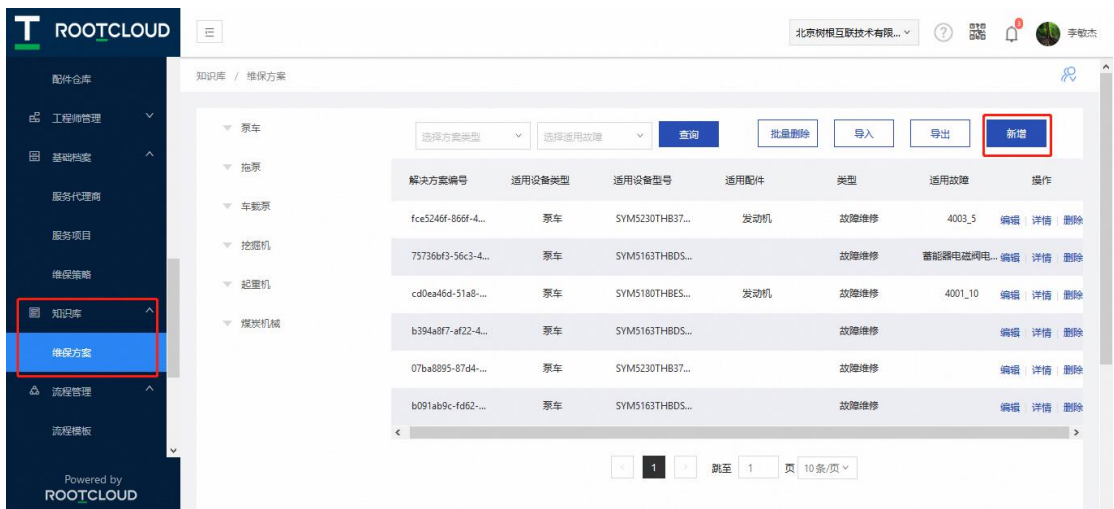 ROOTCLOUD
北京树根互联技术有限...
李敏杰
配件仓库
工程师管理
基础档案
服务代理商
服务项目
维保策略
知识库
维保方案
流程管理
流程模板
Powered by
ROOTCLOUD
知识库 / 维保方案
泵车
拖泵
车载泵
挖掘机
起重机
煤炭机械
选择方案类型 选择适用故障 查询 批量删除 导入 导出 新增
解决方案编号 适用设备类型 适用设备型号 适用配件 类型 适用故障 操作
fce5246f-866f-4... 泵车 SYM5230THB37... 发动机 故障维修 4003_5 编辑 详情 删除
75736bf3-56c3-4... 泵车 SYM5163THBDS... 故障维修 蓄能器电磁阀电... 编辑 详情 删除
cd0ea46d-51a8-... 泵车 SYM5180THBES... 发动机 故障维修 4001_10 编辑 详情 删除
b394a8f7-af22-4... 泵车 SYM5163THBDS... 故障维修 编辑 详情 删除
07ba8895-87d4-... 泵车 SYM5230THB37... 故障维修 编辑 详情 删除
b091ab9c-fd62-... 泵车 SYM5163THBDS... 故障维修 编辑 详情 删除
1 跳至 1 页 10 条/页